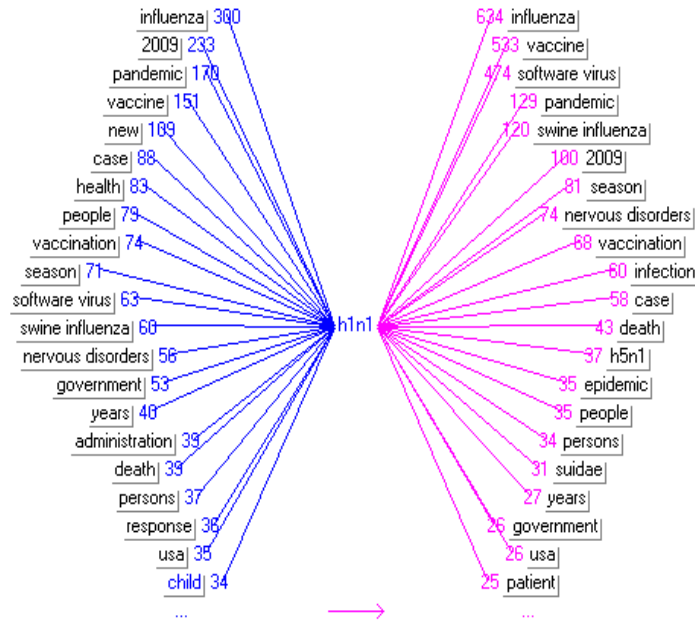 influenza 300 634 influenza
2009 233 533 vaccine
pandemic 170 474 software virus
vaccine 151 129 pandemic
new 109 120 swine influenza
case 88 100 2009
health 83 81 season
people 79 74 nervous disorders
vaccination 74 68 vaccination
season 71 60 infection
software virus 63 58 case
swine influenza 60 h1n1 43 death
nervous disorders 56 37 h5n1
government 53 35 epidemic
years 40 35 people
administration 39 34 persons
death 39 31 suidae
persons 37 27 years
response 36 26 government
usa 35 26 usa
child 34 25 patient
... ...